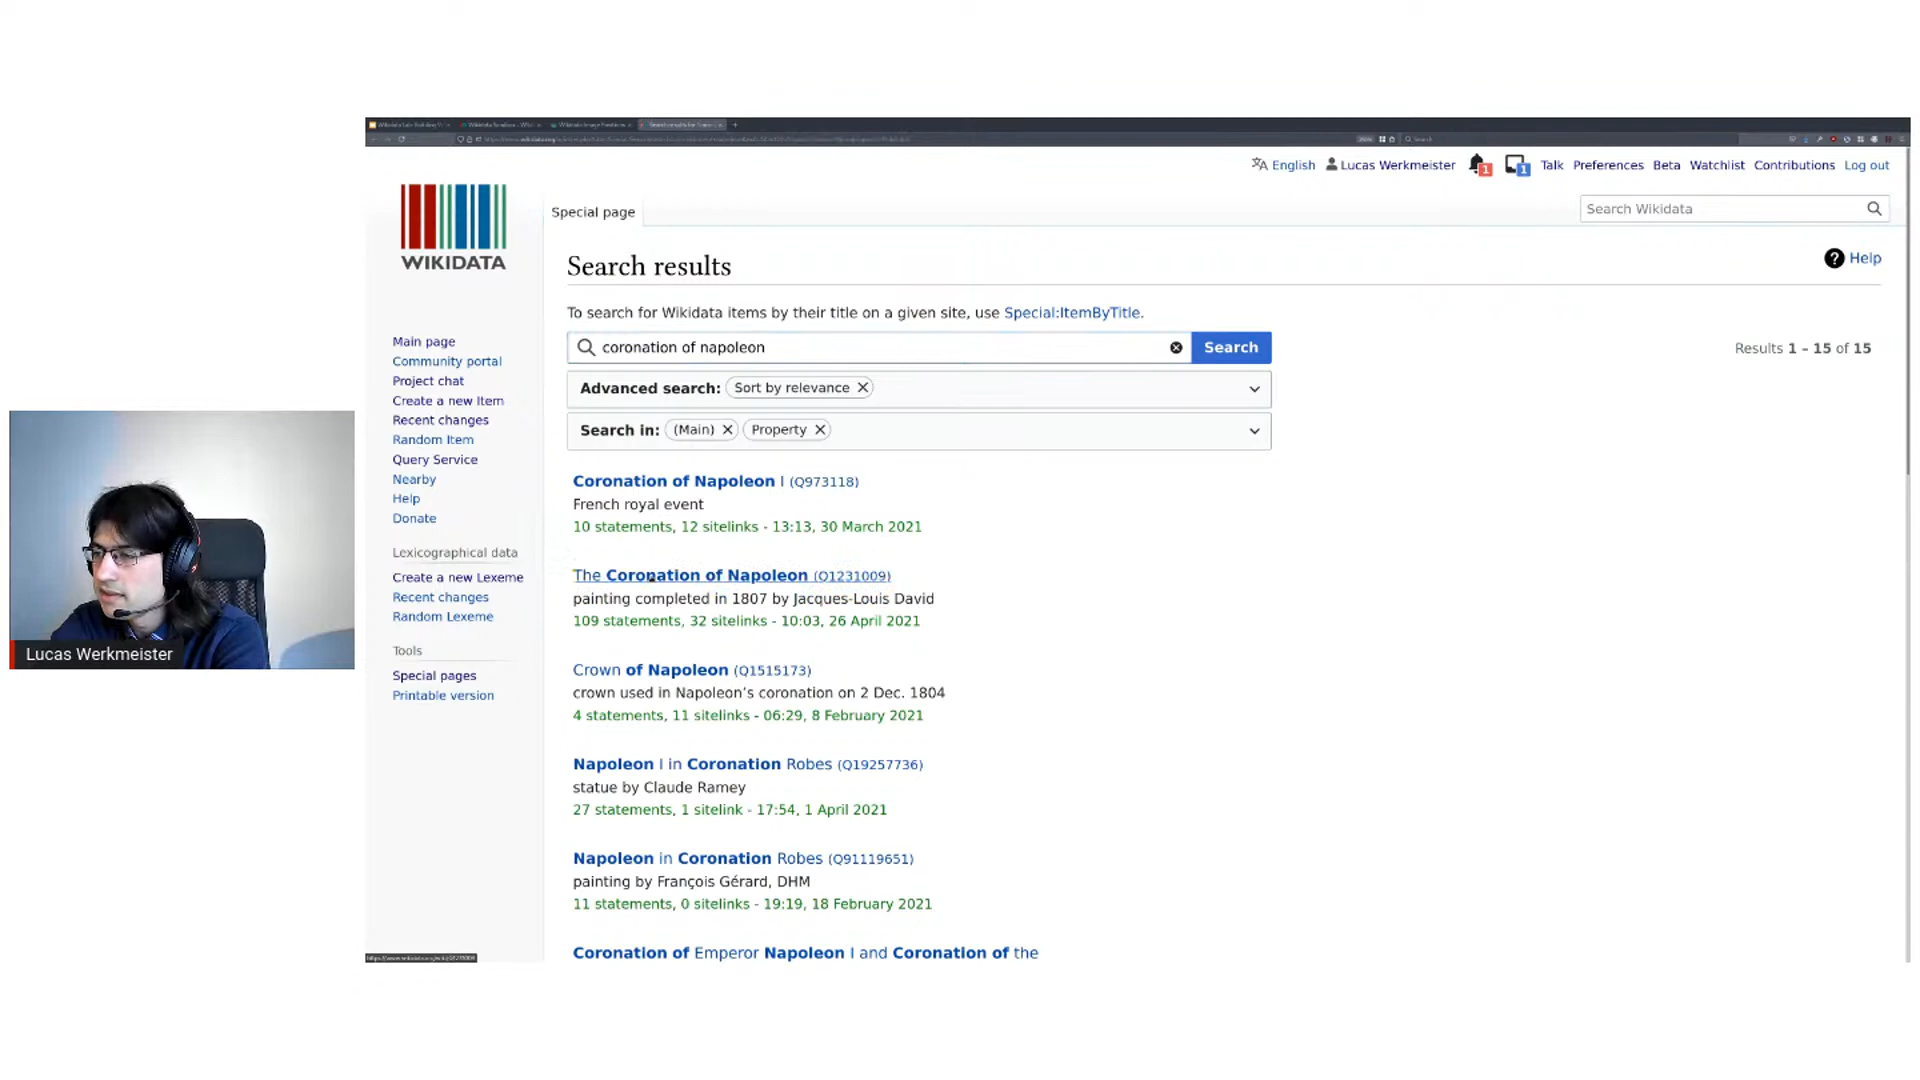 English Lucas Werkmeister 1 1 Talk Preferences Beta Watchlist Contributions Log out
WIKIDATA
Special page
Search Wikidata
Search results
Help
To search for Wikidata items by their title on a given site, use Special:ItemByTitle.
coronation of napoleon
Search
Results 1 – 15 of 15
Advanced search: Sort by relevance
Search in: (Main) Property
Main page
Community portal
Project chat
Create a new Item
Recent changes
Random Item
Query Service
Nearby
Help
Donate
Lexicographical data
Create a new Lexeme
Recent changes
Random Lexeme
Tools
Special pages
Printable version
Coronation of Napoleon I (Q973118)
French royal event
10 statements, 12 sitelinks - 13:13, 30 March 2021
The Coronation of Napoleon (Q1231009)
painting completed in 1807 by Jacques-Louis David
109 statements, 32 sitelinks - 10:03, 26 April 2021
Crown of Napoleon (Q1515173)
crown used in Napoleon’s coronation on 2 Dec. 1804
4 statements, 11 sitelinks - 06:29, 8 February 2021
Napoleon I in Coronation Robes (Q19257736)
statue by Claude Ramey
27 statements, 1 sitelink - 17:54, 1 April 2021
Napoleon in Coronation Robes (Q91119651)
painting by François Gérard, DHM
11 statements, 0 sitelinks - 19:19, 18 February 2021
Coronation of Emperor Napoleon I and Coronation of the
Lucas Werkmeister